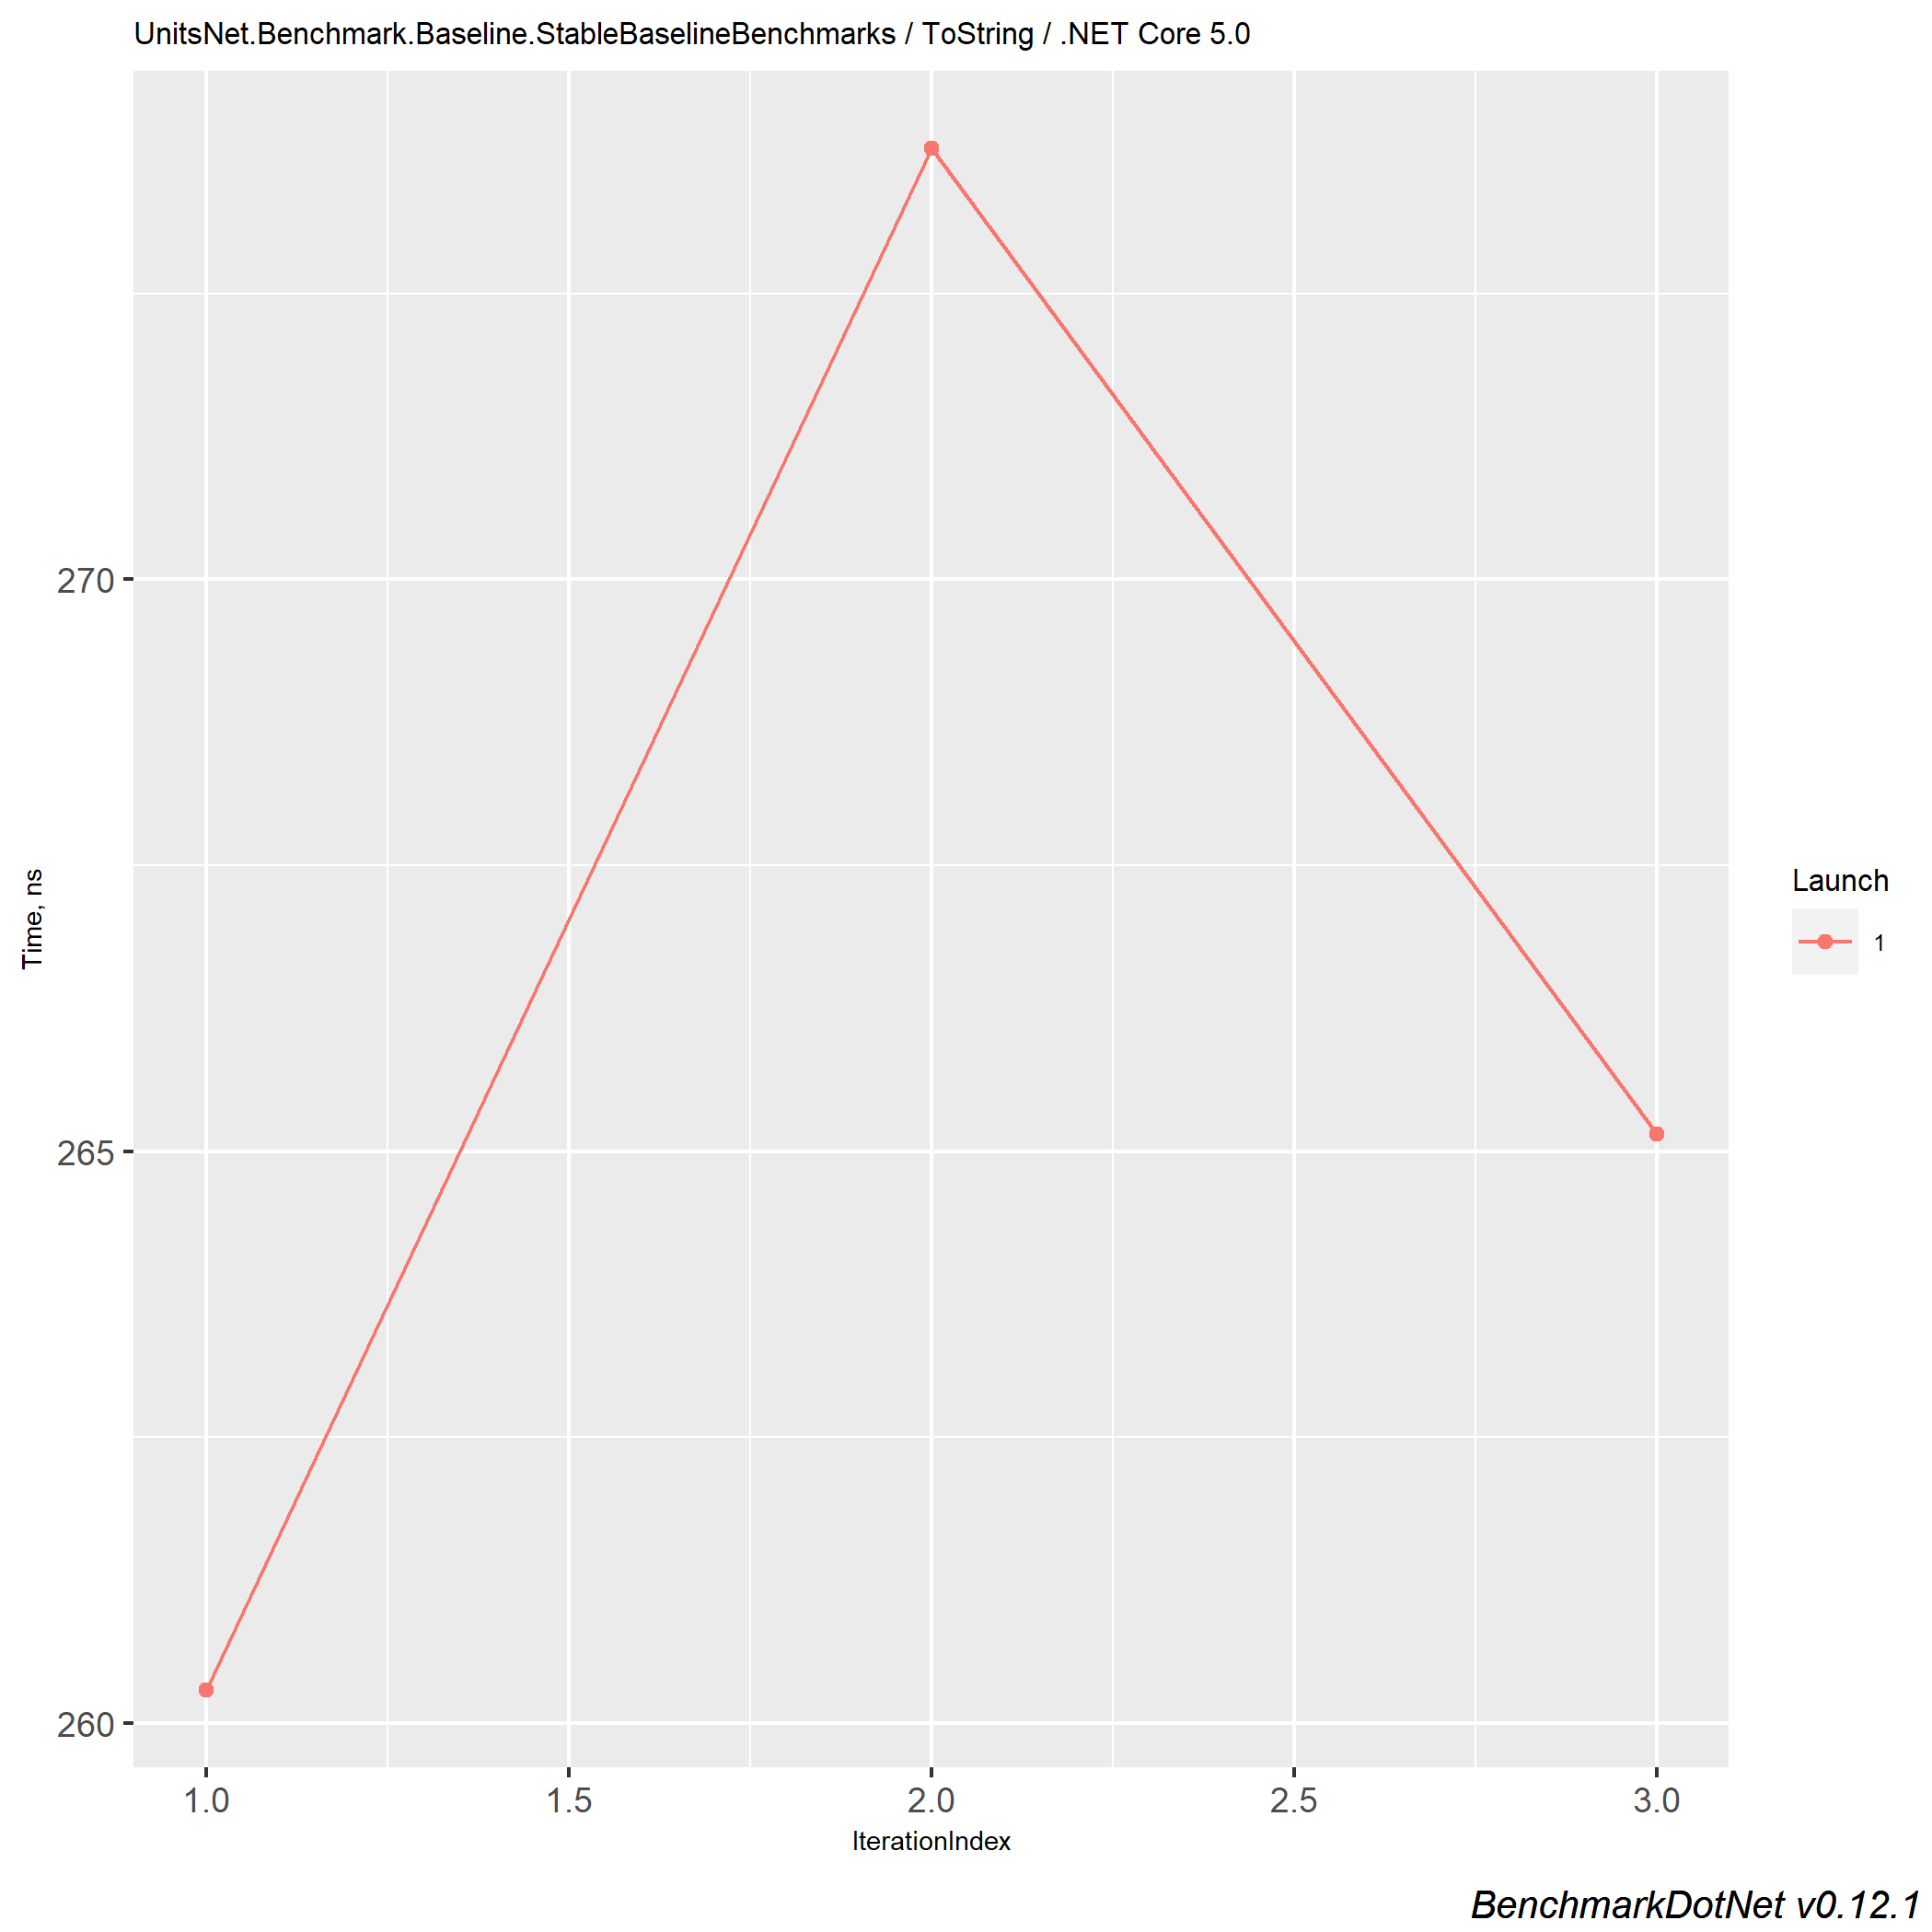 UnitsNet.Benchmark.Baseline.StableBaselineBenchmarks / ToString / .NET Core 5.0
Time, ns
270
265
260
1.0 1.5 2.0 2.5 3.0
IterationIndex
Launch
1
BenchmarkDotNet v0.12.1